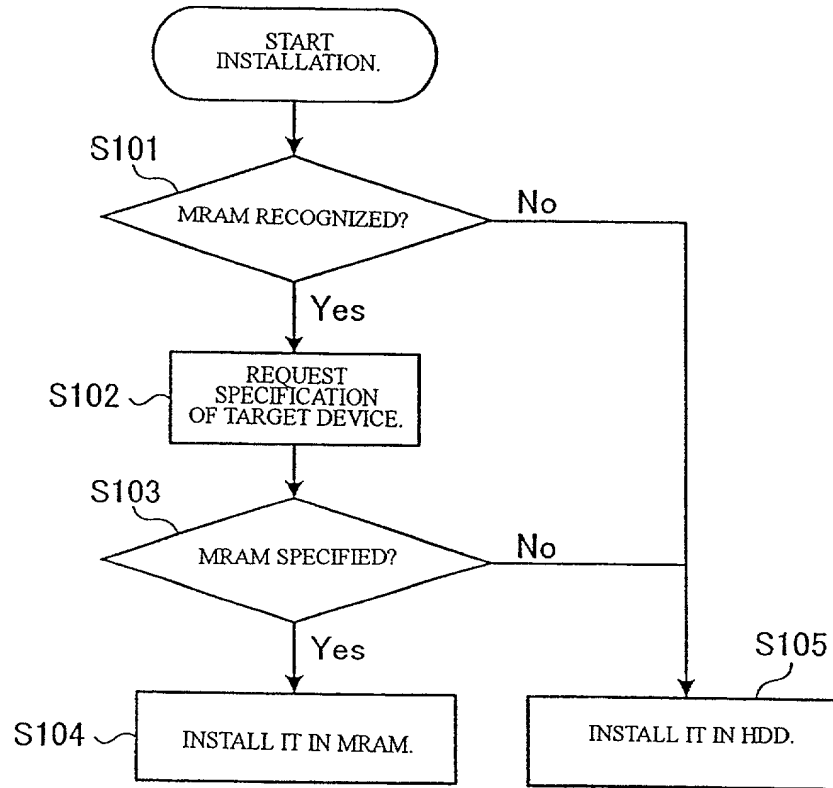 START
INSTALLATION.
S101
MRAM RECOGNIZED?
No
Yes
S102
REQUEST
SPECIFICATION
OF TARGET DEVICE.
S103
MRAM SPECIFIED?
No
Yes
S104
INSTALL IT IN MRAM.
S105
INSTALL IT IN HDD.